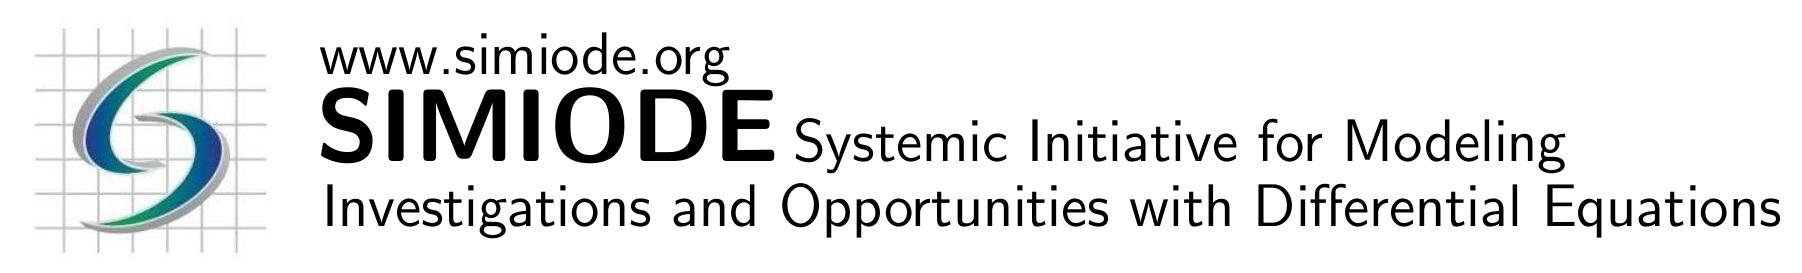 www.simiode.org
SIMIODE Systemic Initiative for Modeling
Investigations and Opportunities with Differential Equations